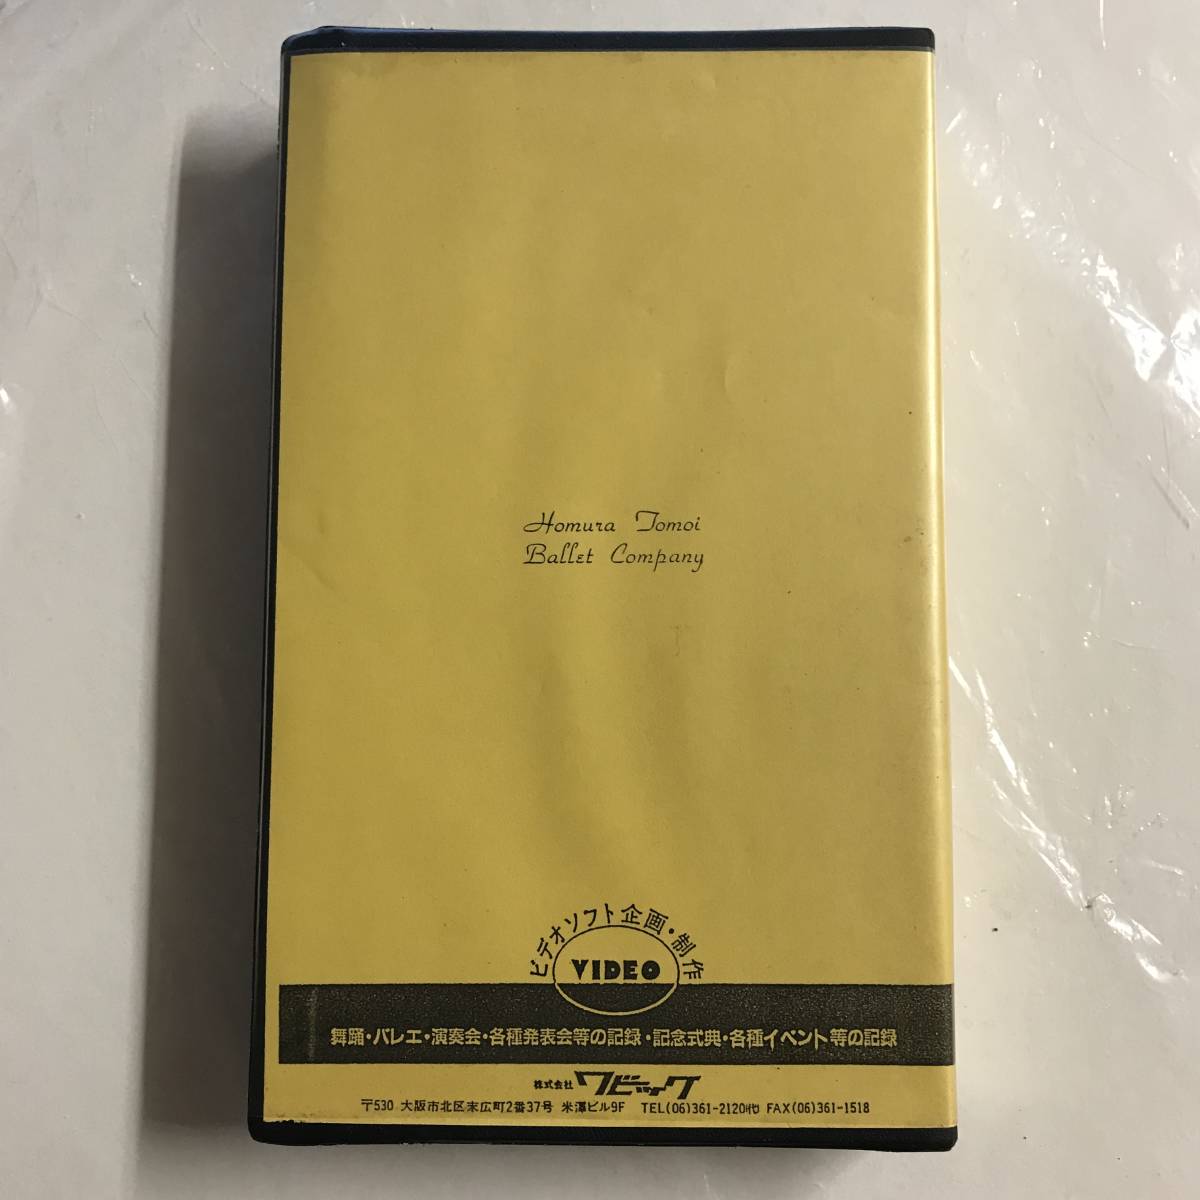 Homura Tomoi
Ballet Company
ビデオソフト企画・制作
VIDEO
舞踊・バレエ・演奏会・各種発表会等の記録・記念式典・各種イベント等の記録
株式会社 ワビック
〒530 大阪市北区末広町2番37号 米澤ビル9F TEL(06)361-2120㈹ FAX(06)361-1518